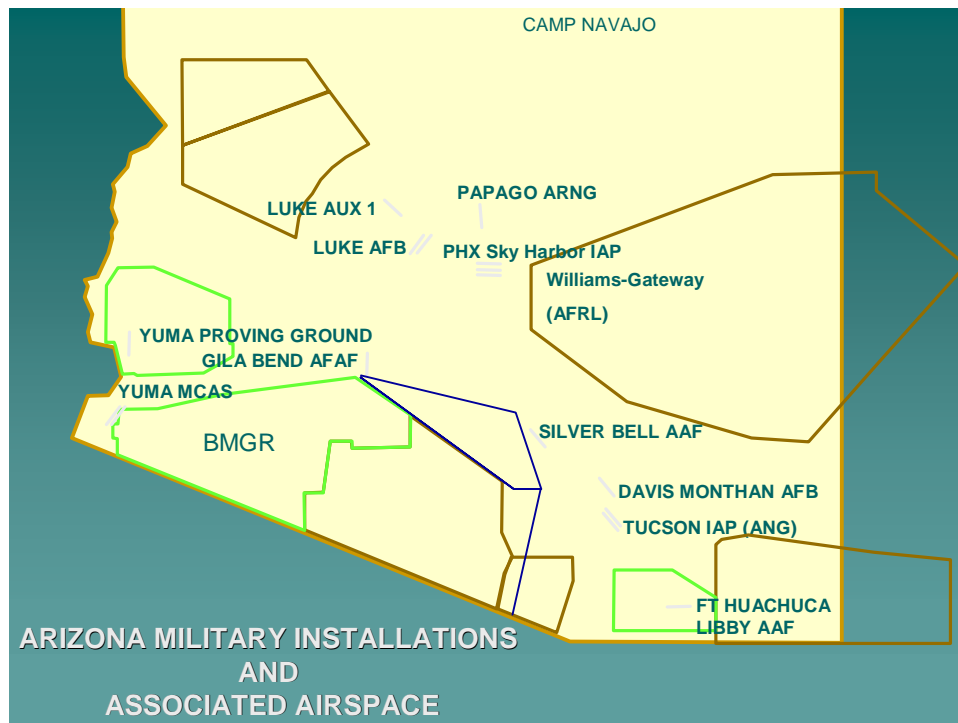 CAMP NAVAJO
PAPAGO ARNG
LUKE AUX 1
LUKE AFB
PHX Sky Harbor IAP
Williams-Gateway
(AFRL)
YUMA PROVING GROUND
GILA BEND AFAF
YUMA MCAS
BMGR
SILVER BELL AAF
DAVIS MONTHAN AFB
TUCSON IAP (ANG)
FT HUACHUCA
LIBBY AAF
ARIZONA MILITARY INSTALLATIONS
AND
ASSOCIATED AIRSPACE